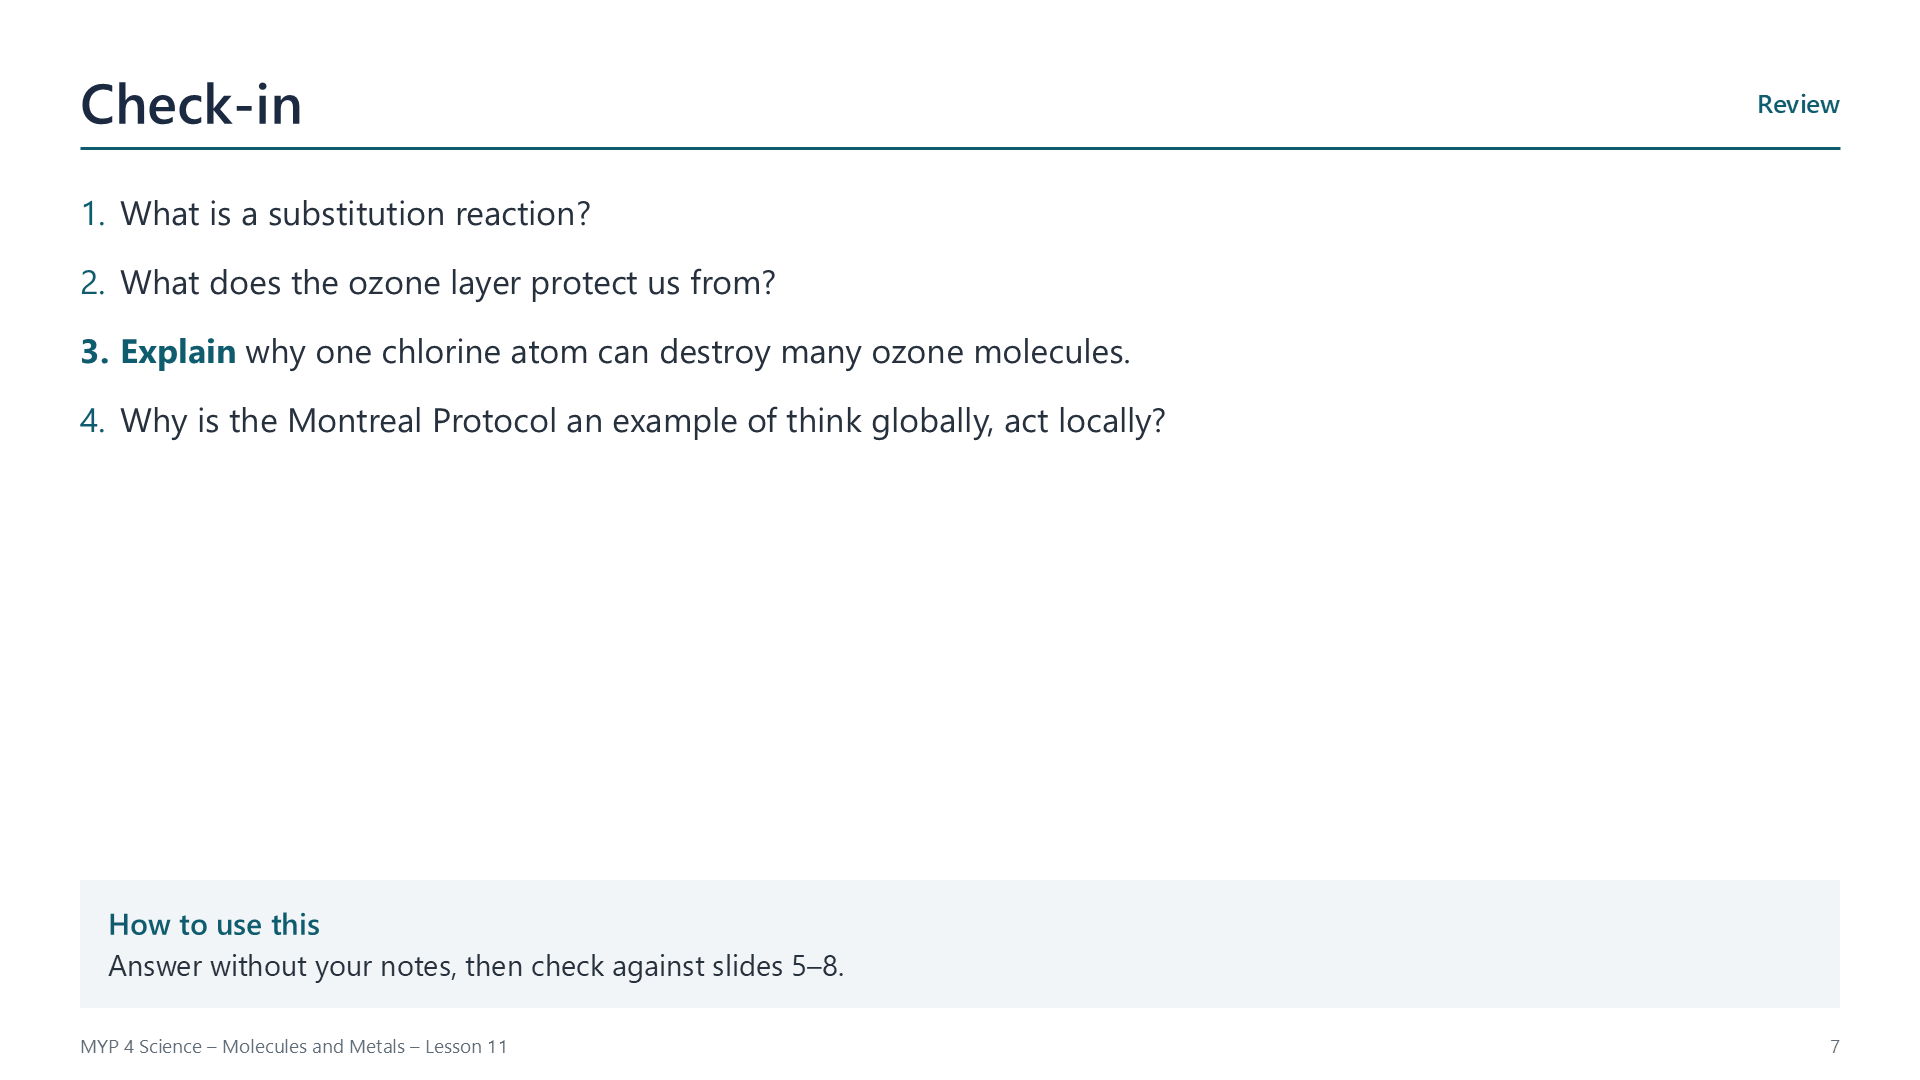 Check-in
Review
1. What is a substitution reaction?
2. What does the ozone layer protect us from?
3. Explain why one chlorine atom can destroy many ozone molecules.
4. Why is the Montreal Protocol an example of think globally, act locally?
How to use this
Answer without your notes, then check against slides 5–8.
MYP 4 Science – Molecules and Metals – Lesson 11
7